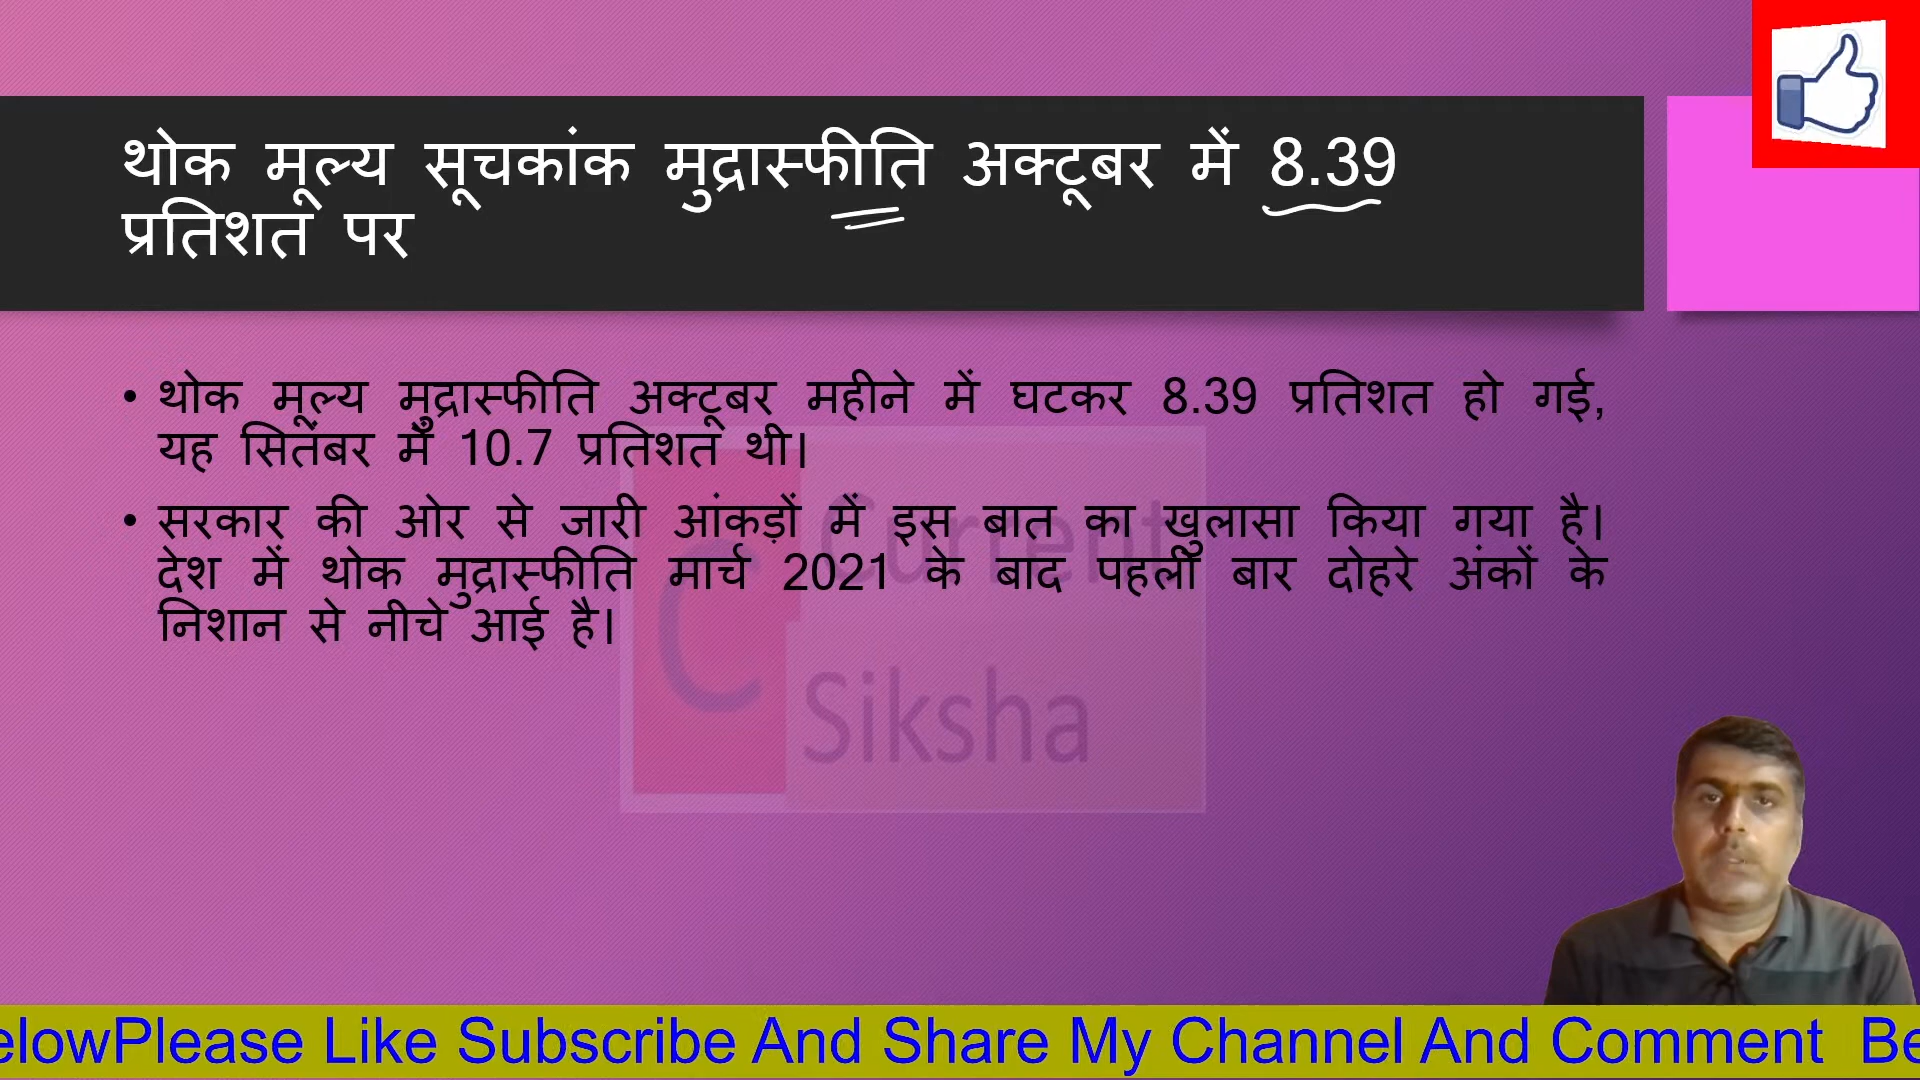 थोक मूल्य सूचकांक मुद्रास्फीति अक्टूबर में 8.39
प्रतिशत पर
• थोक मूल्य मुद्रास्फीति अक्टूबर महीने में घटकर 8.39 प्रतिशत हो गई,
यह सितंबर में 10.7 प्रतिशत थी।
• सरकार की ओर से जारी आंकड़ों में इस बात का खुलासा किया गया है।
देश में थोक मुद्रास्फीति मार्च 2021 के बाद पहली बार दोहरे अंकों के
निशान से नीचे आई है।
C Current
Siksha
elowPlease Like Subscribe And Share My Channel And Comment Be